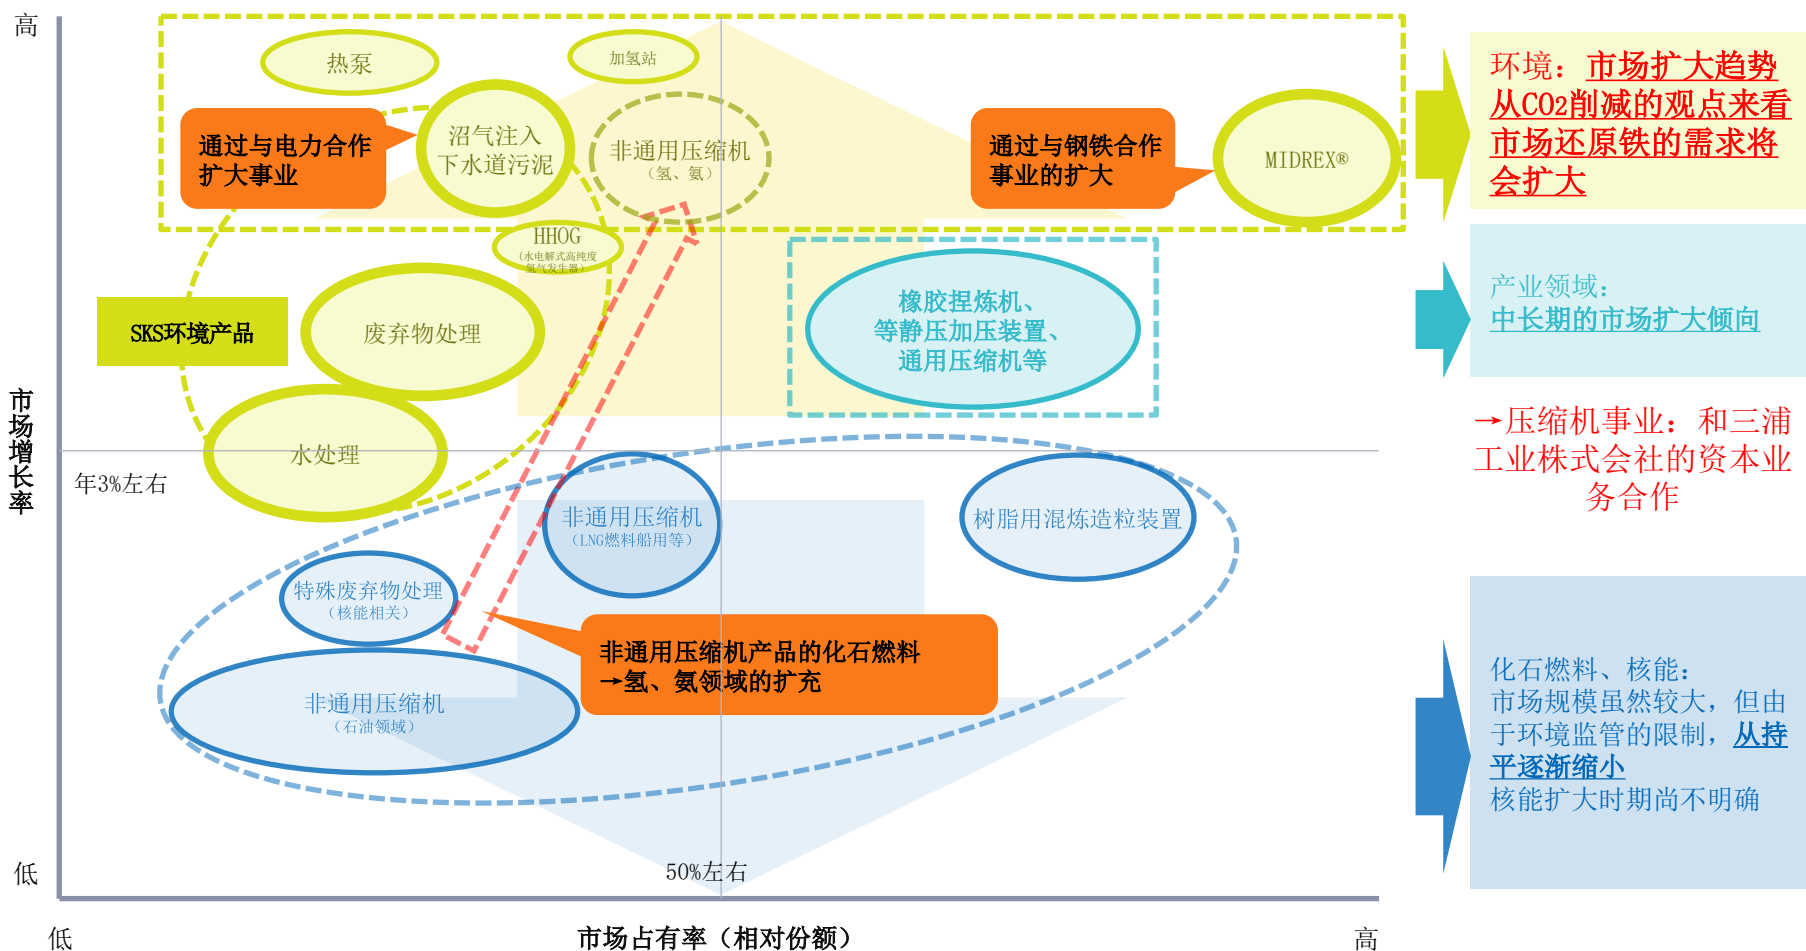 高
热泵
加氢站
通过与电力合作
扩大事业
沼气注入
下水道污泥
非通用压缩机
（氢、氨）
通过与钢铁合作
事业的扩大
MIDREX®
HHOG
（水电解式高纯度
氢气发生器）
SKS环境产品
废弃物处理
橡胶捏炼机、
等静压加压装置、
通用压缩机等
水处理
市场增长率
年3%左右
非通用压缩机
（LNG燃料船用等）
树脂用混炼造粒装置
特殊废弃物处理
（核能相关）
非通用压缩机产品的化石燃料
→氢、氨领域的扩充
非通用压缩机
（石油领域）
50%左右
低
低
市场占有率（相对份额）
高
环境：市场扩大趋势
从CO2削减的观点来看
市场还原铁的需求将
会扩大
产业领域：
中长期的市场扩大倾向
→压缩机事业：和三浦
工业株式会社的资本业
务合作
化石燃料、核能：
市场规模虽然较大，但由
于环境监管的限制，从持
平逐渐缩小
核能扩大时期尚不明确